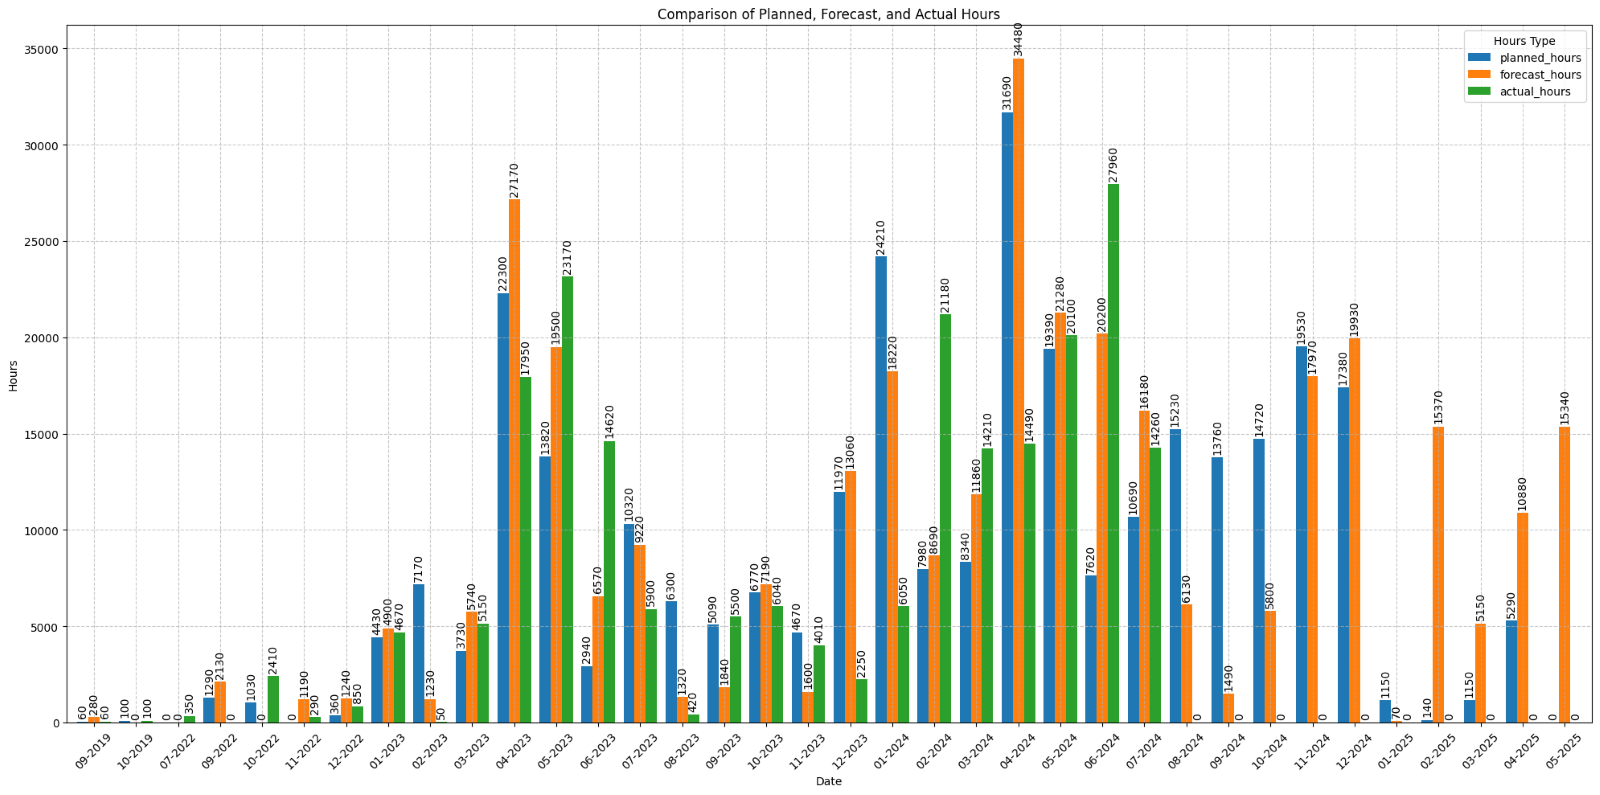 Comparison of Planned, Forecast, and Actual Hours
Hours Type
planned_hours
forecast_hours
actual_hours
Hours
35000
30000
25000
20000
15000
10000
5000
0
60 280 60
100 0 100
0 0 350
1290 2130 0
1030 0 2410
0 1190 290
360 1240 850
4430 4900 4670
7170 1230 50
3730 5740 5150
22300 27170 17950
13820 19500 23170
2940 6570 14620
10320 9220 5900
6300 1320 420
5090 1840 5500
6770 7190 6040
4670 1600 4010
11970 13060 2250
24210 18220 6050
7980 8690 21180
8340 11860 14210
31690 34480 14490
19390 21280 20100
7620 20200 27960
10690 16180 14260
15230 6130 0
13760 1490 0
14720 5800 0
19530 17970 0
17380 19930 0
1150 70 0
140 15370 0
1150 5150 0
5290 10880 0
0 15340 0
09-2019
10-2019
07-2022
09-2022
10-2022
11-2022
12-2022
01-2023
02-2023
03-2023
04-2023
05-2023
06-2023
07-2023
08-2023
09-2023
10-2023
11-2023
12-2023
01-2024
02-2024
03-2024
04-2024
05-2024
06-2024
07-2024
08-2024
09-2024
10-2024
11-2024
12-2024
01-2025
02-2025
03-2025
04-2025
05-2025
Date